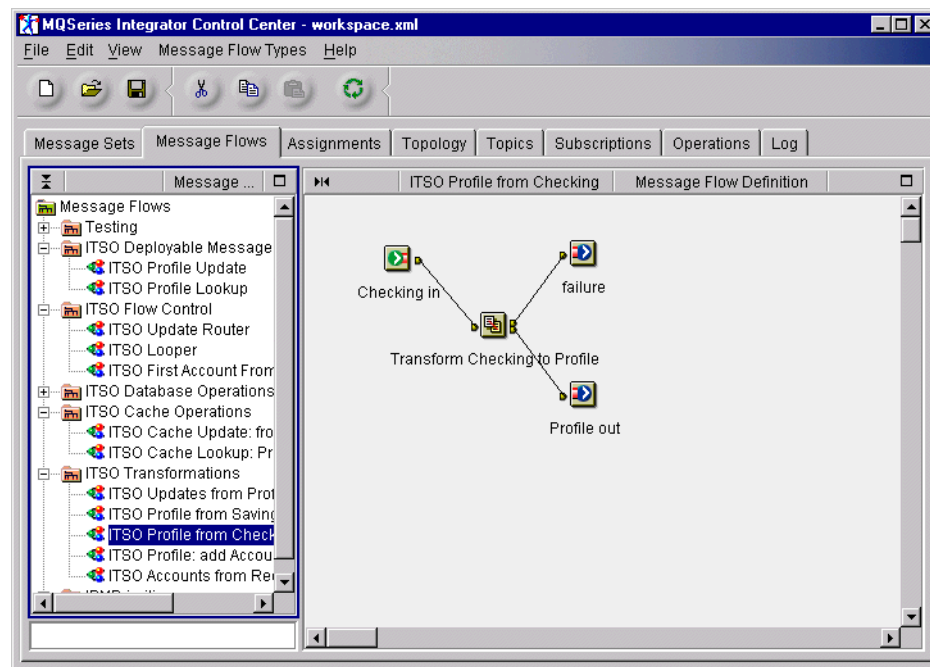 MQSeries Integrator Control Center - workspace.xml
File Edit View Message Flow Types Help
Message Sets Message Flows Assignments Topology Topics Subscriptions Operations Log
Message ...
ITSO Profile from Checking Message Flow Definition
Message Flows
Testing
ITSO Deployable Message
ITSO Profile Update
ITSO Profile Lookup
ITSO Flow Control
ITSO Update Router
ITSO Looper
ITSO First Account From
ITSO Database Operations
ITSO Cache Operations
ITSO Cache Update: fro
ITSO Cache Lookup: Pr
ITSO Transformations
ITSO Updates from Prof
ITSO Profile from Saving
ITSO Profile from Check
ITSO Profile: add Accou
ITSO Accounts from Re
Checking in
failure
Transform Checking to Profile
Profile out